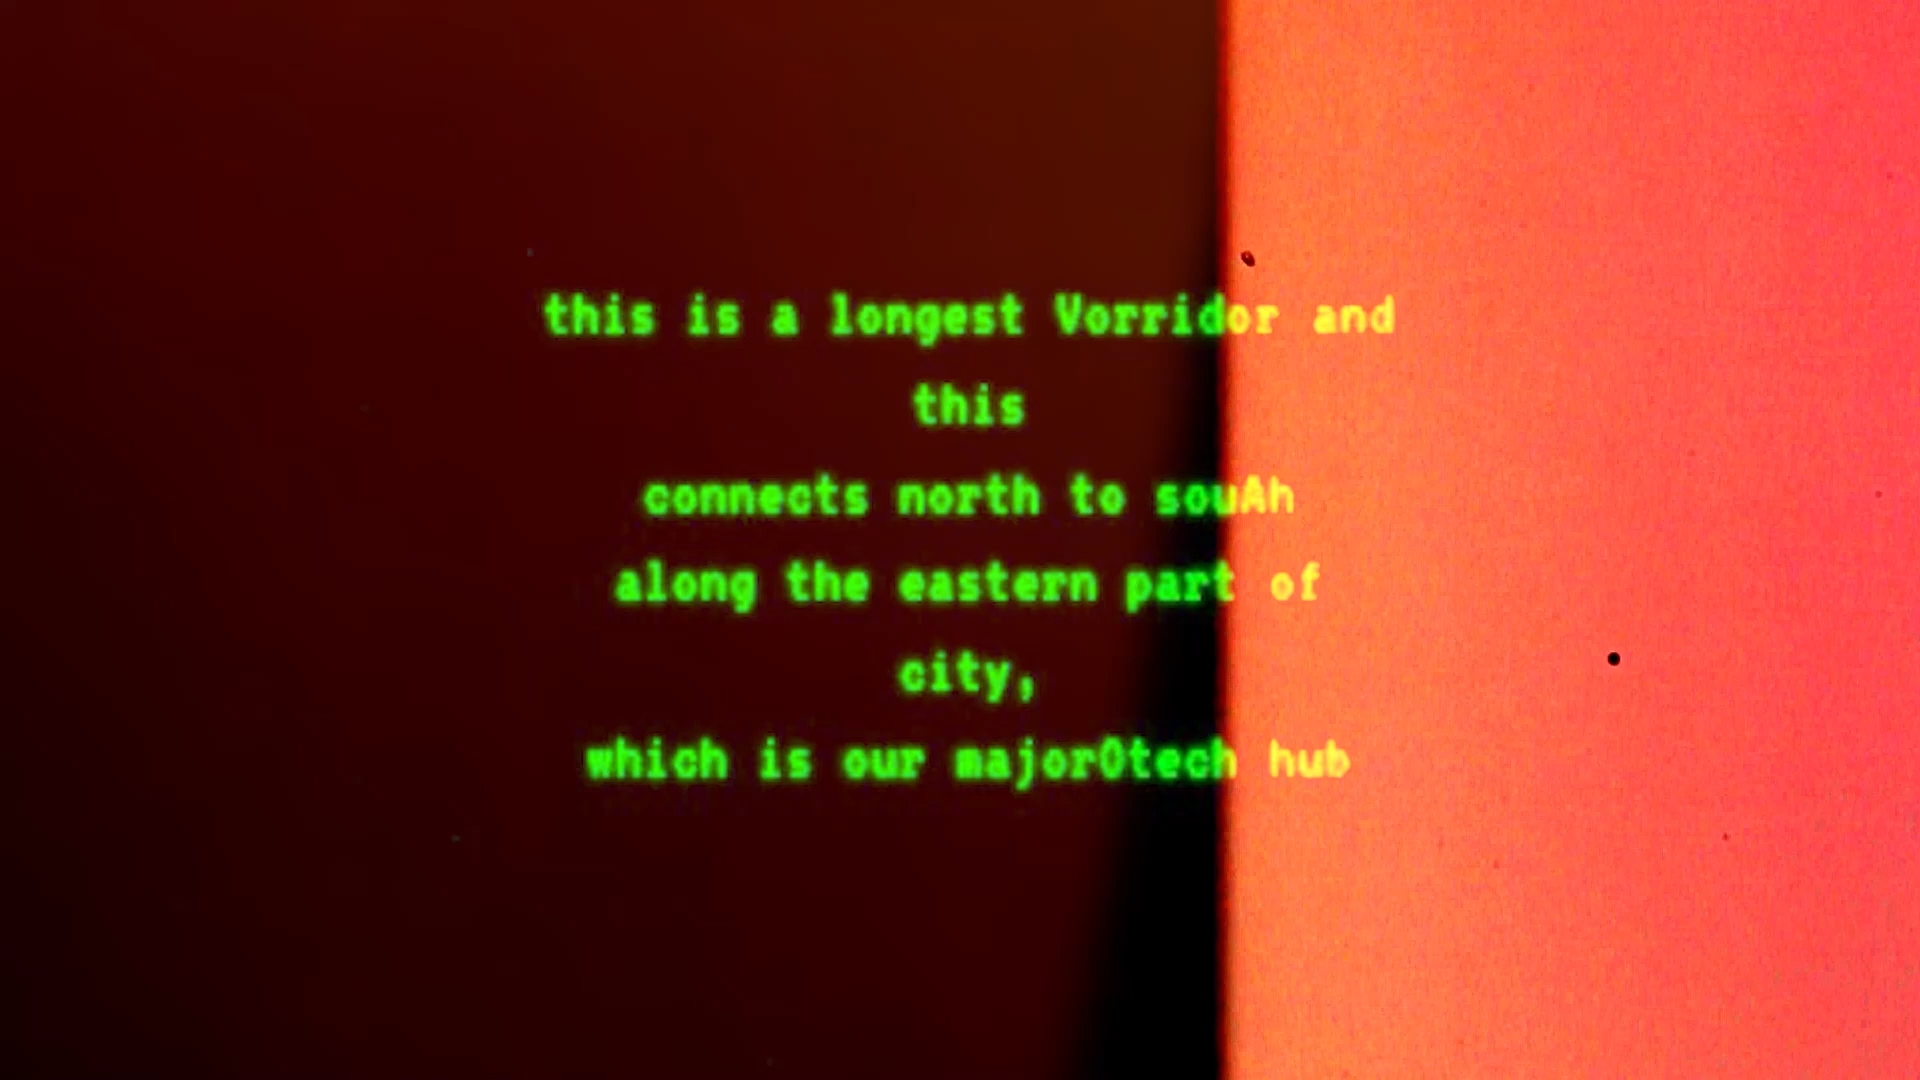 this is a longest Vorridor and
this
connects north to souAh
along the eastern part of
city,
which is our major0tech hub